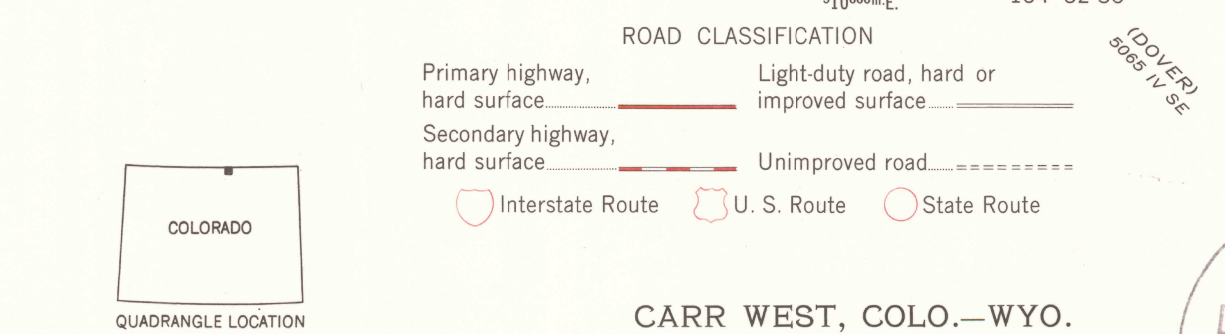 ROAD CLASSIFICATION
Primary highway,
hard surface
Light-duty road, hard or
improved surface
Secondary highway,
hard surface
Unimproved road
Interstate Route
U. S. Route
State Route
(DOVER)
5065 IV SE
COLORADO
QUADRANGLE LOCATION
CARR WEST, COLO.—WYO.